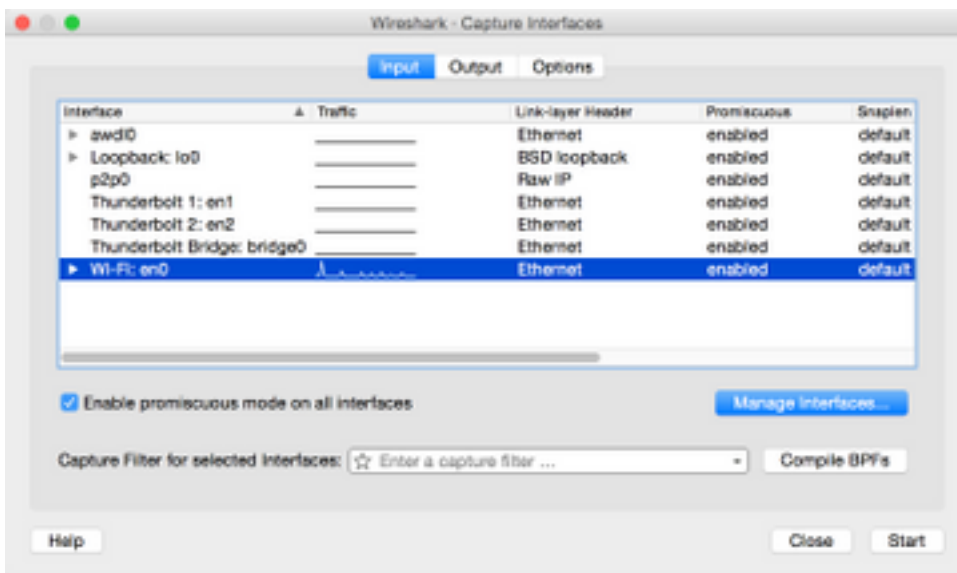 Wireshark - Capture Interfaces
Input Output Options
Interface Traffic Link-layer Header Promiscuous Snaplen
awdl0 Ethernet enabled default
Loopback: lo0 BSD loopback enabled default
p2p0 Raw IP enabled default
Thunderbolt 1: en1 Ethernet enabled default
Thunderbolt 2: en2 Ethernet enabled default
Thunderbolt Bridge: bridge0 Ethernet enabled default
Wi-Fi: en0 Ethernet enabled default
Enable promiscuous mode on all interfaces Manage Interfaces...
Capture Filter for selected Interfaces: Enter a capture filter ... Compile BPFs
Help Close Start